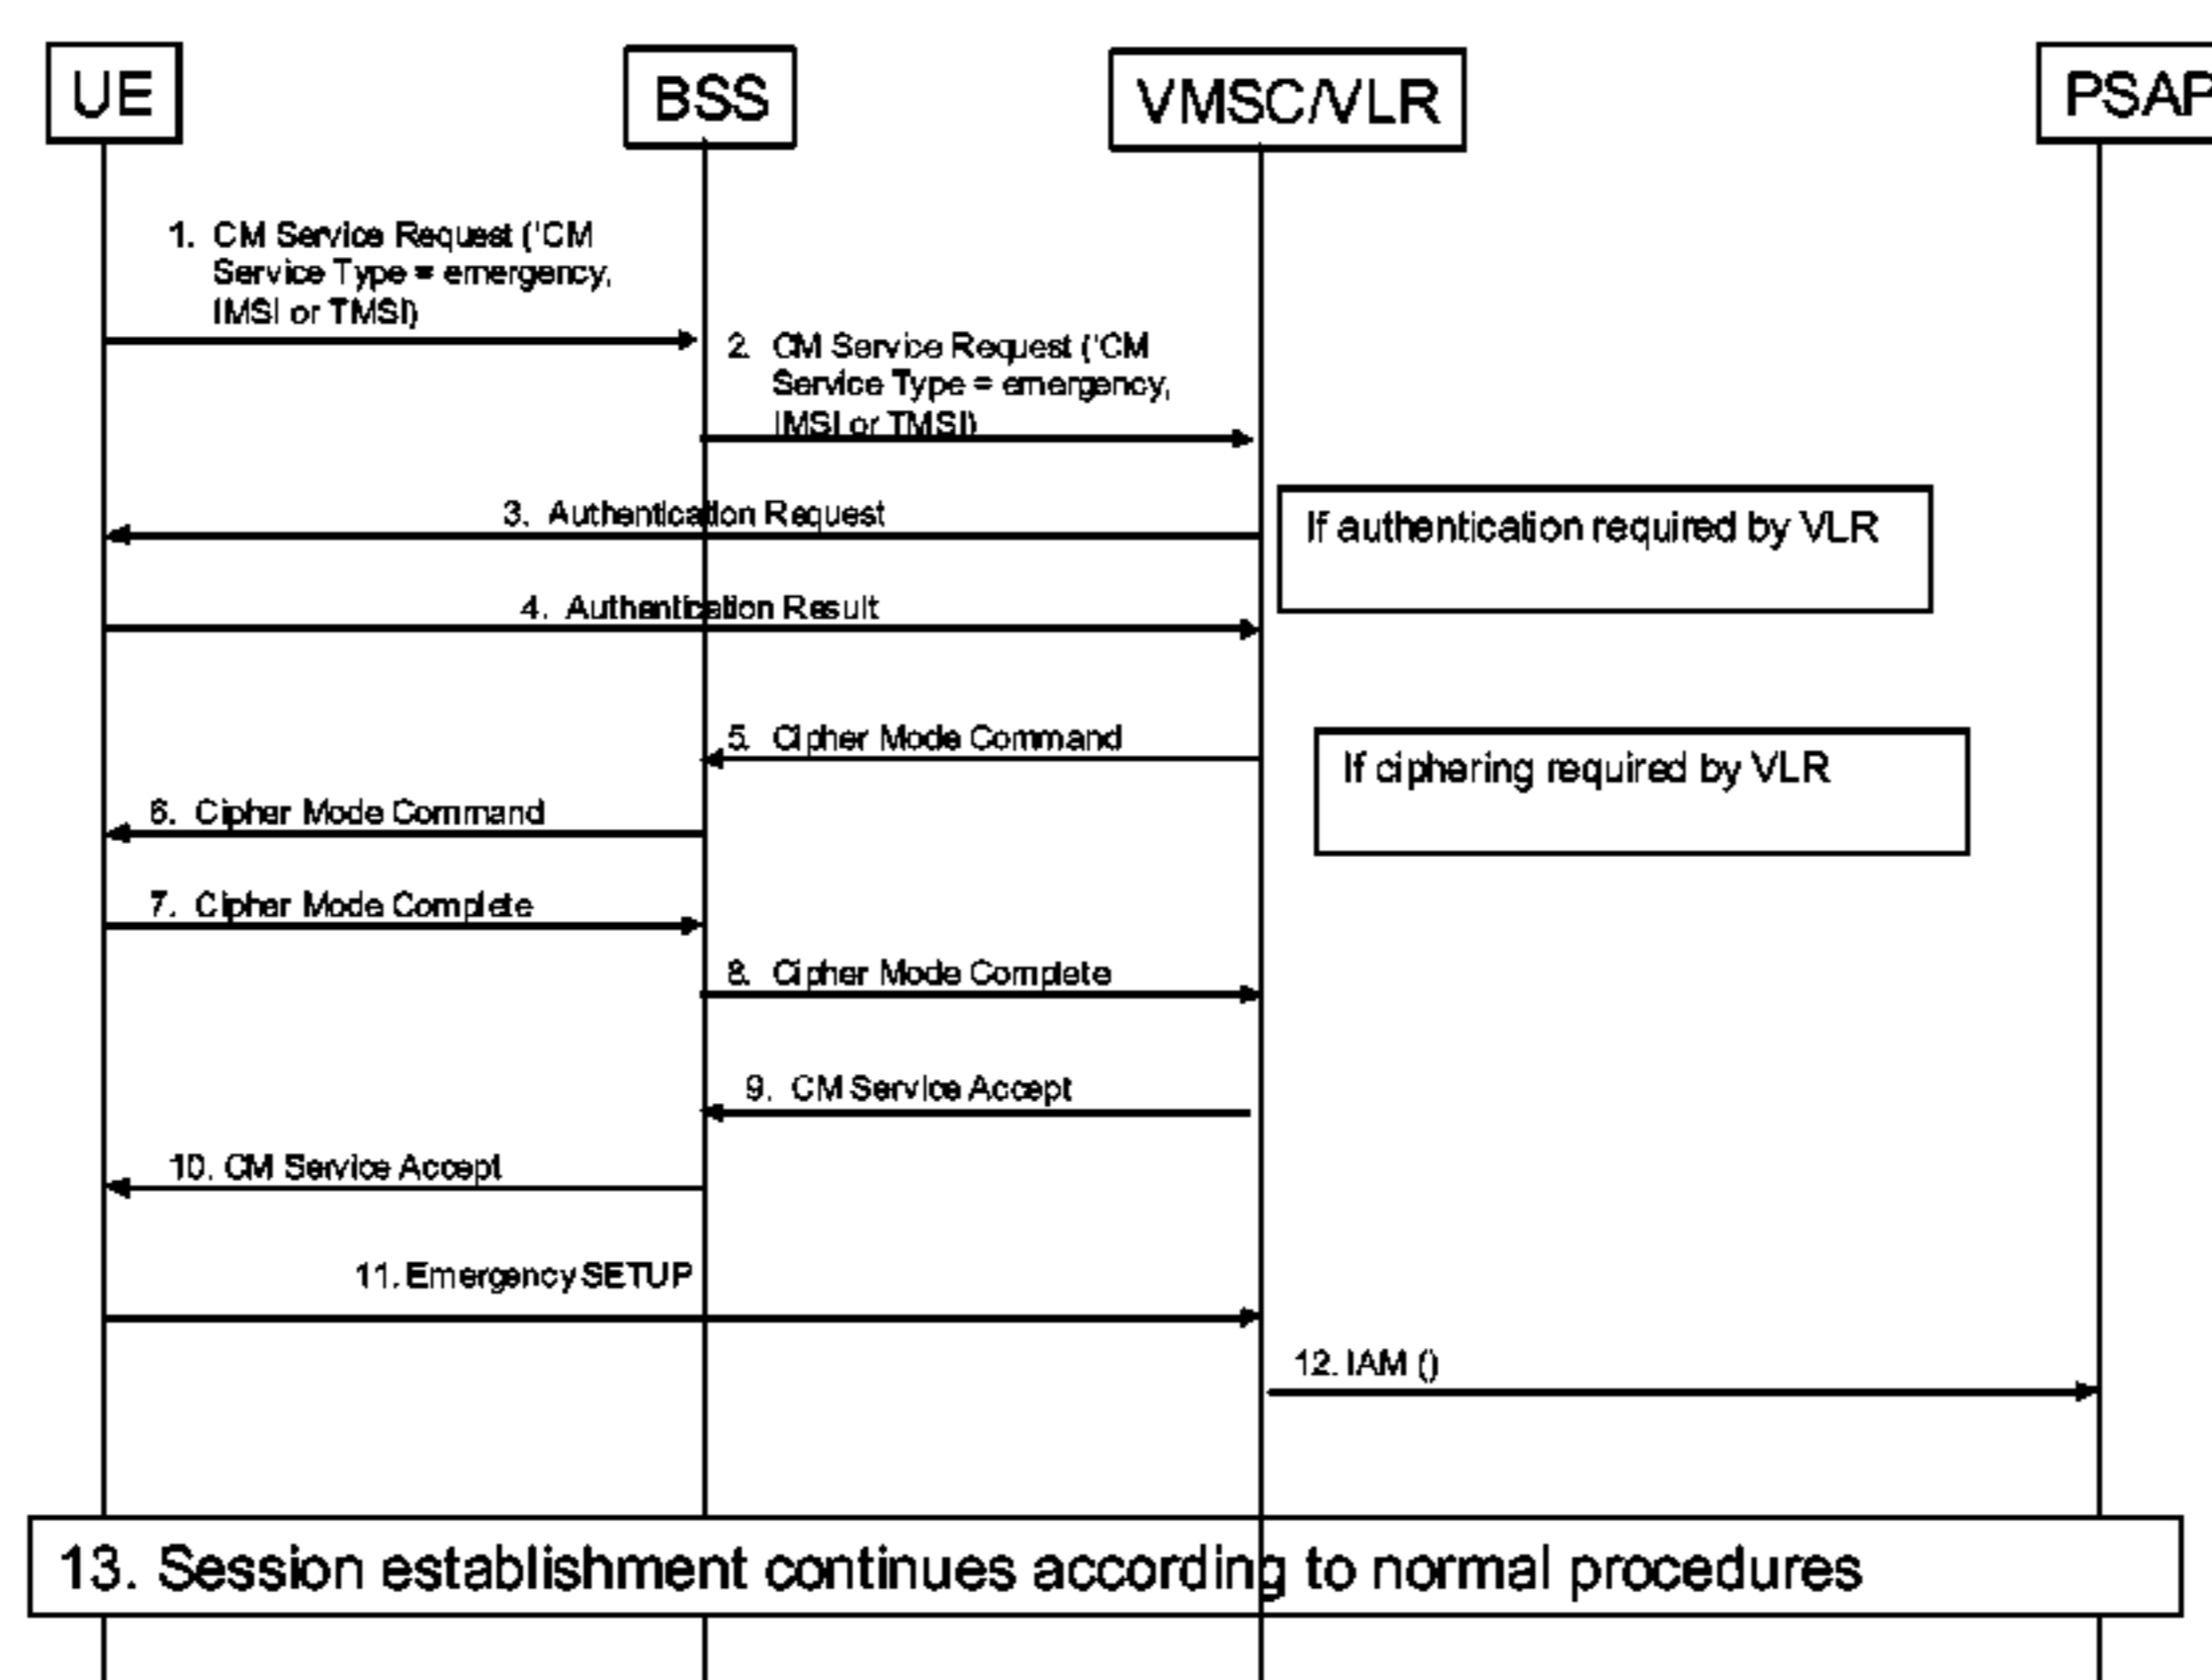 UE
BSS
VMSC/VLR
PSAP
1. CM Service Request ('CM
Service Type = emergency,
IMSI or TMSI)
2. CM Service Request ('CM
Service Type = emergency,
IMSI or TMSI)
3. Authentication Request
If authentication required by VLR
4. Authentication Result
5. Cipher Mode Command
If ciphering required by VLR
6. Cipher Mode Command
7. Cipher Mode Complete
8. Cipher Mode Complete
9. CM Service Accept
10. CM Service Accept
11. Emergency SETUP
12. IAM ()
13. Session establishment continues according to normal procedures